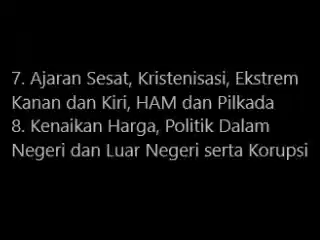 7. Ajaran Sesat, Kristenisasi, Ekstrem
Kanan dan Kiri, HAM dan Pilkada
8. Kenaikan Harga, Politik Dalam
Negeri dan Luar Negeri serta Korupsi